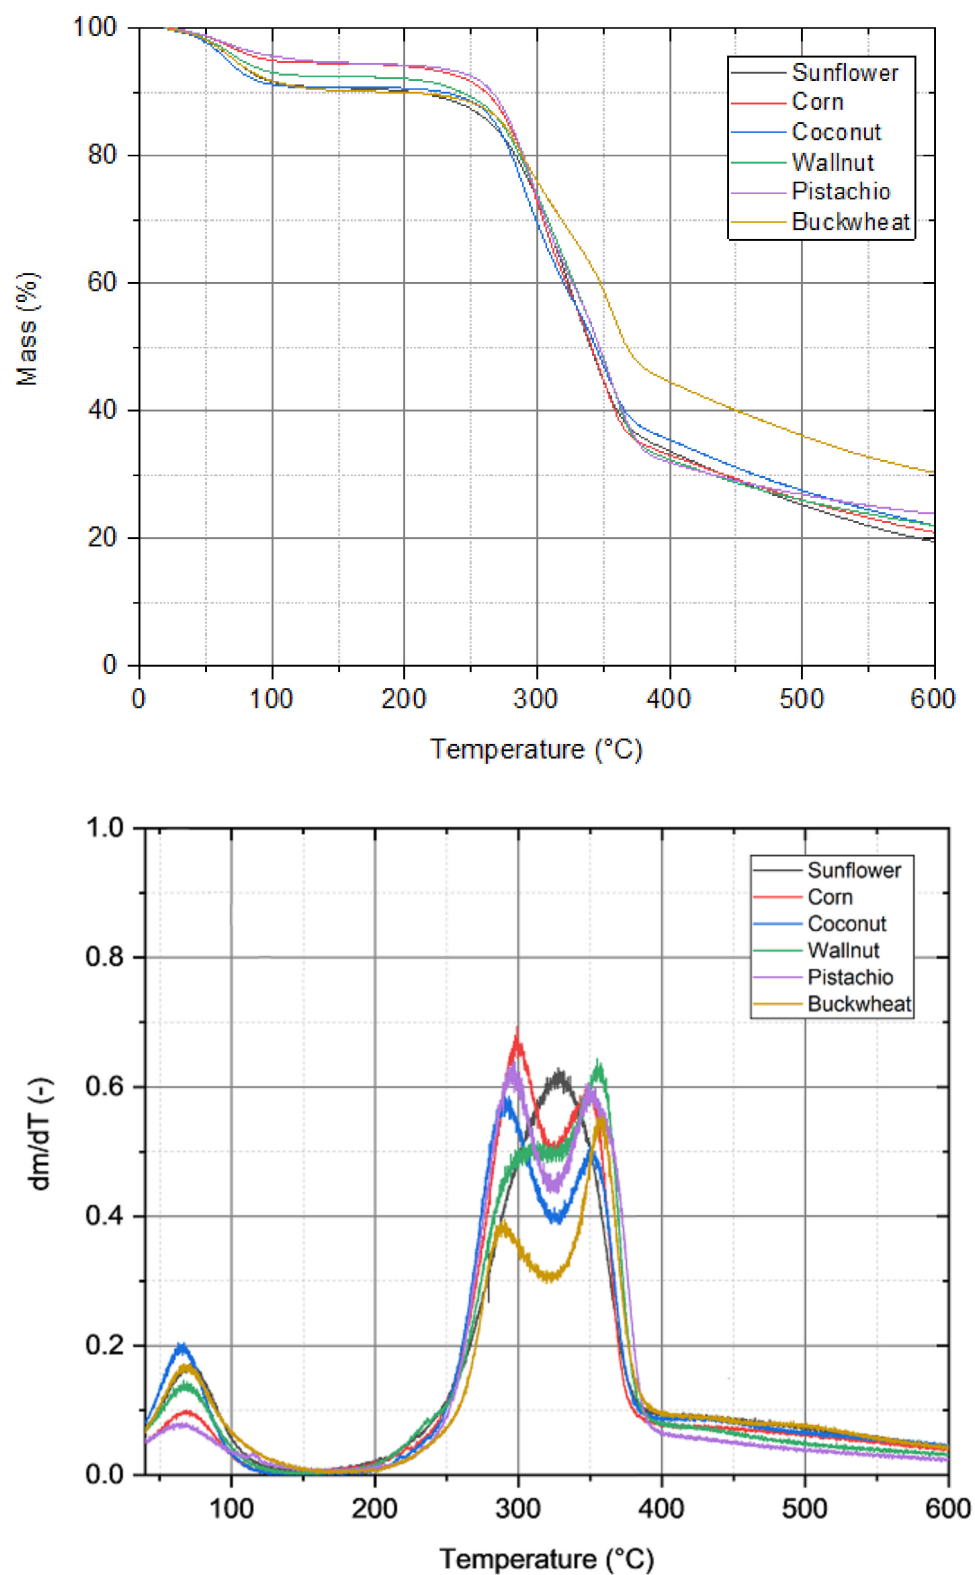 100
80
60
40
20
0
Mass (%)
Sunflower
Corn
Coconut
Wallnut
Pistachio
Buckwheat
0 100 200 300 400 500 600
Temperature (°C)
1.0
0.8
0.6
0.4
0.2
0.0
dm/dT (-)
Sunflower
Corn
Coconut
Wallnut
Pistachio
Buckwheat
100 200 300 400 500 600
Temperature (°C)